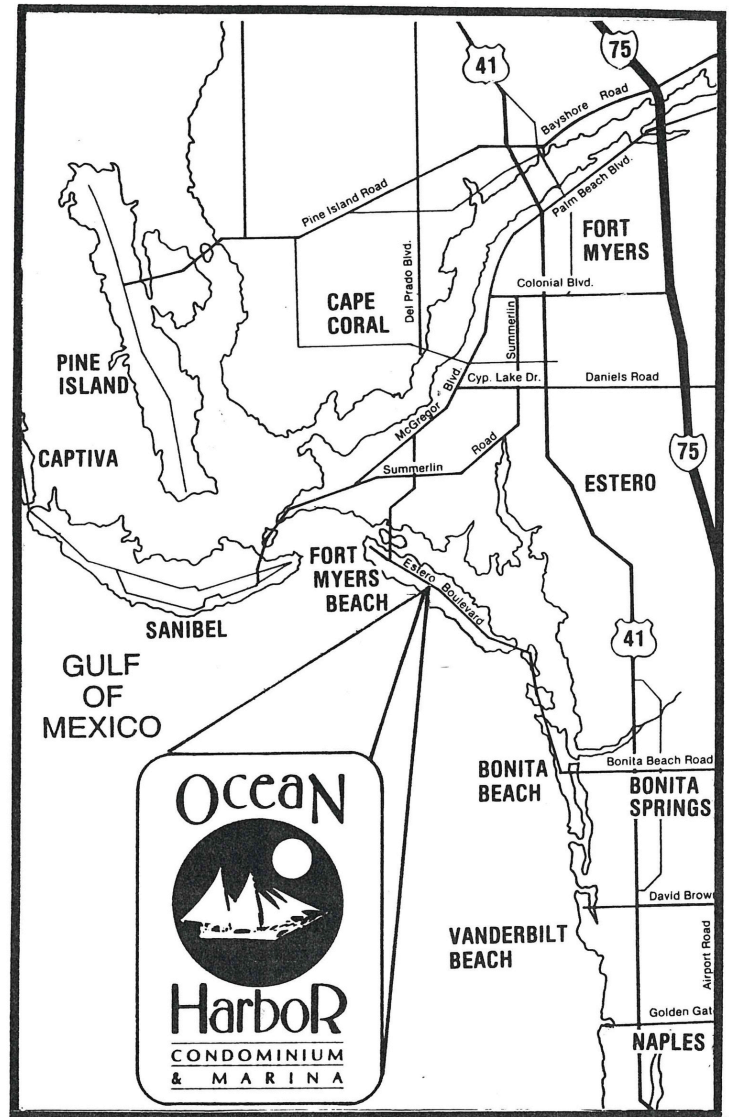 75
41
Bayshore Road
Pine Island Road
Palm Beach Blvd.
FORT
MYERS
Del Prado Blvd.
Colonial Blvd.
CAPE
CORAL
Summerlin
PINE
ISLAND
McGregor Blvd.
Cyp. Lake Dr.
Daniels Road
CAPTIVA
Summerlin Road
75
ESTERO
FORT
MYERS
BEACH
Estero Boulevard
SANIBEL
41
GULF
OF
MEXICO
Bonita Beach Road
BONITA
BEACH
BONITA
SPRINGS
OceaN
HarboR
CONDOMINIUM
& MARINA
David Brown
VANDERBILT
BEACH
Airport Road
Golden Gat
NAPLES